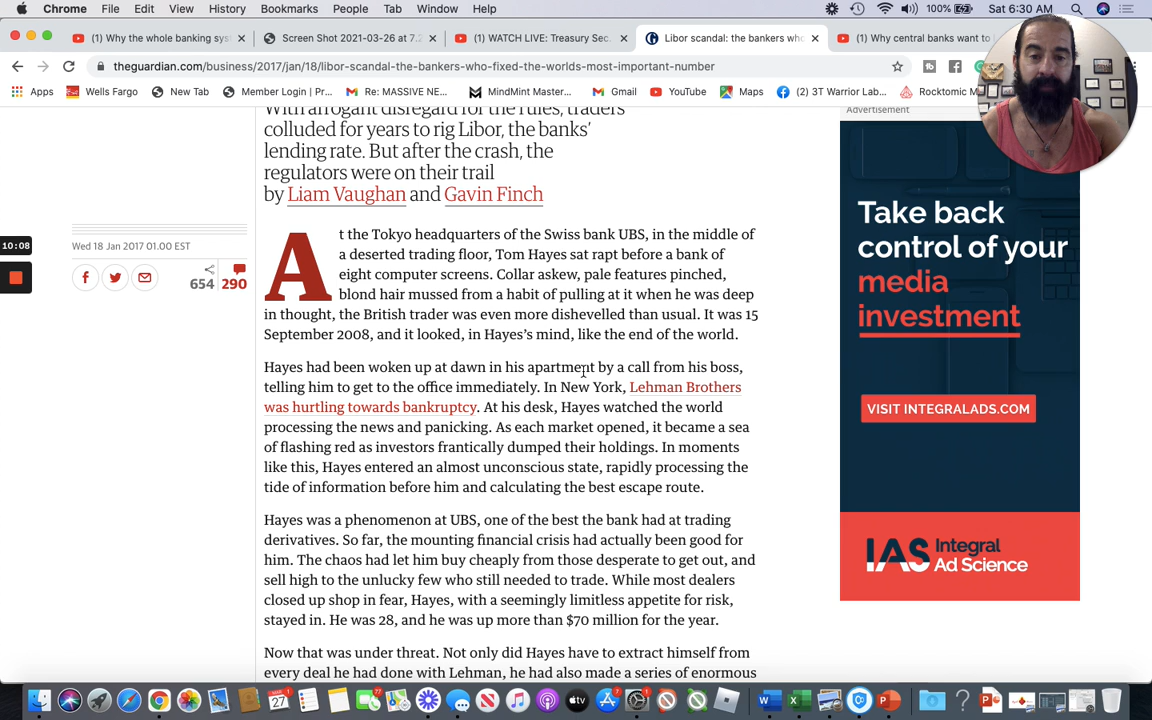 Chrome File Edit View History Bookmarks People Tab Window Help 100% Sat 6:30 AM
(1) Why the whole banking sys
Screen Shot 2021-03-26 at 7.2
(1) WATCH LIVE: Treasury Sec
Libor scandal: the bankers who
(1) Why central banks want to
theguardian.com/business/2017/jan/18/libor-scandal-the-bankers-who-fixed-the-worlds-most-important-number
Apps Wells Fargo New Tab Member Login | Pr... Re: MASSIVE NE... MindMint Master... Gmail YouTube Maps (2) 3T Warrior Lab... Rocktomic M
With arrogant disregard for the rules, traders
colluded for years to rig Libor, the banks'
lending rate. But after the crash, the
regulators were on their trail
by Liam Vaughan and Gavin Finch
Wed 18 Jan 2017 01.00 EST
654 290
10:08
At the Tokyo headquarters of the Swiss bank UBS, in the middle of
a deserted trading floor, Tom Hayes sat rapt before a bank of
eight computer screens. Collar askew, pale features pinched,
blond hair mussed from a habit of pulling at it when he was deep
in thought, the British trader was even more dishevelled than usual. It was 15
September 2008, and it looked, in Hayes's mind, like the end of the world.
Hayes had been woken up at dawn in his apartment by a call from his boss,
telling him to get to the office immediately. In New York, Lehman Brothers
was hurtling towards bankruptcy. At his desk, Hayes watched the world
processing the news and panicking. As each market opened, it became a sea
of flashing red as investors frantically dumped their holdings. In moments
like this, Hayes entered an almost unconscious state, rapidly processing the
tide of information before him and calculating the best escape route.
Hayes was a phenomenon at UBS, one of the best the bank had at trading
derivatives. So far, the mounting financial crisis had actually been good for
him. The chaos had let him buy cheaply from those desperate to get out, and
sell high to the unlucky few who still needed to trade. While most dealers
closed up shop in fear, Hayes, with a seemingly limitless appetite for risk,
stayed in. He was 28, and he was up more than $70 million for the year.
Now that was under threat. Not only did Hayes have to extract himself from
every deal he had done with Lehman, he had also made a series of enormous
Advertisement
Take back
control of your
media
investment
VISIT INTEGRALADS.COM
IAS Integral
Ad Science